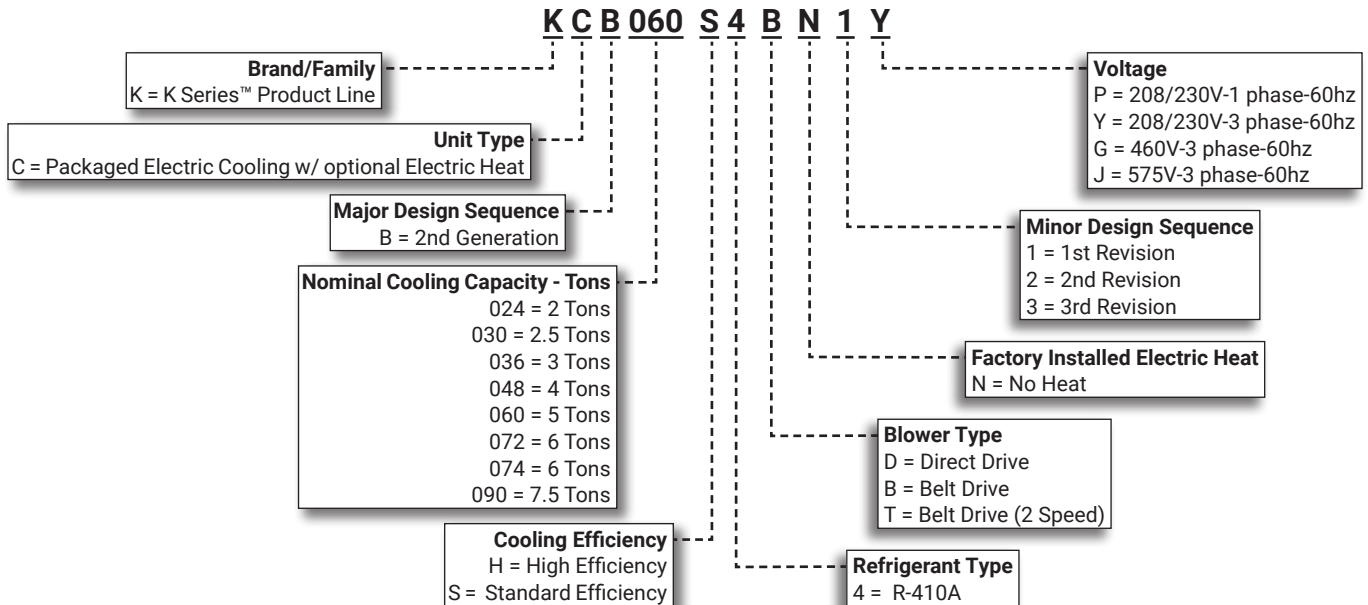 K C B 060 S 4 B N 1 Y
Brand/Family
K = K Series™ Product Line
Unit Type
C = Packaged Electric Cooling w/ optional Electric Heat
Major Design Sequence
B = 2nd Generation
Nominal Cooling Capacity - Tons
024 = 2 Tons
030 = 2.5 Tons
036 = 3 Tons
048 = 4 Tons
060 = 5 Tons
072 = 6 Tons
074 = 6 Tons
090 = 7.5 Tons
Cooling Efficiency
H = High Efficiency
S = Standard Efficiency
Voltage
P = 208/230V-1 phase-60hz
Y = 208/230V-3 phase-60hz
G = 460V-3 phase-60hz
J = 575V-3 phase-60hz
Minor Design Sequence
1 = 1st Revision
2 = 2nd Revision
3 = 3rd Revision
Factory Installed Electric Heat
N = No Heat
Blower Type
D = Direct Drive
B = Belt Drive
T = Belt Drive (2 Speed)
Refrigerant Type
4 = R-410A